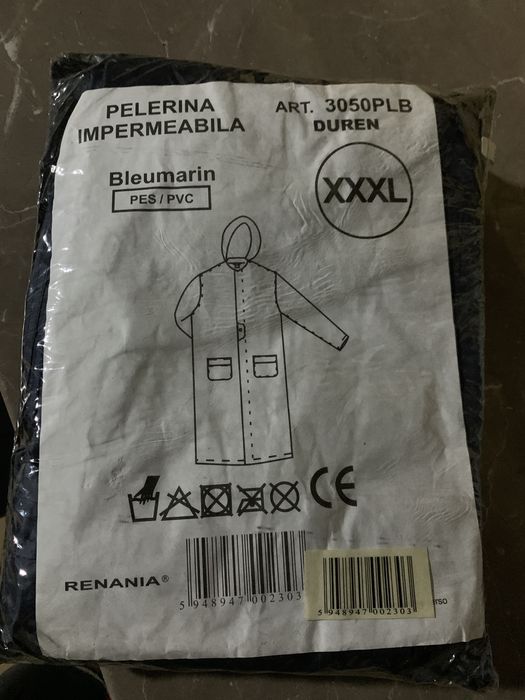 PELERINA
IMPERMEABILA
ART. 3050PLB
DUREN
Bleumarin
PES / PVC
XXXL
CE
RENANIA®
5 948947 002303
5 948947 002303